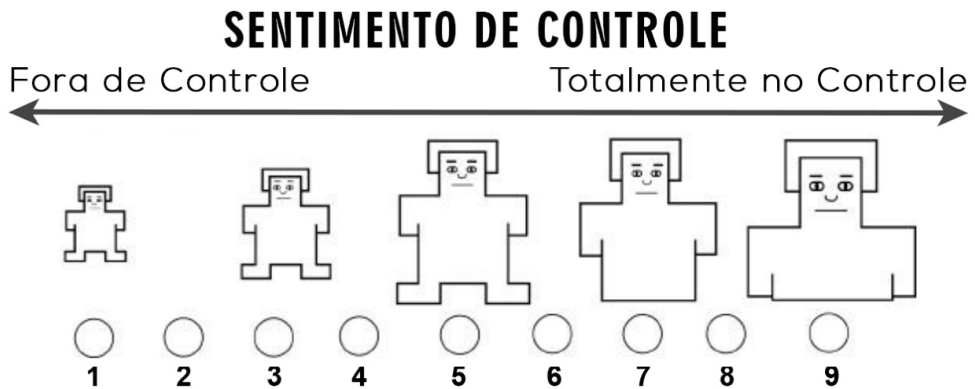 SENTIMENTO DE CONTROLE
Fora de Controle Totalmente no Controle
1 2 3 4 5 6 7 8 9